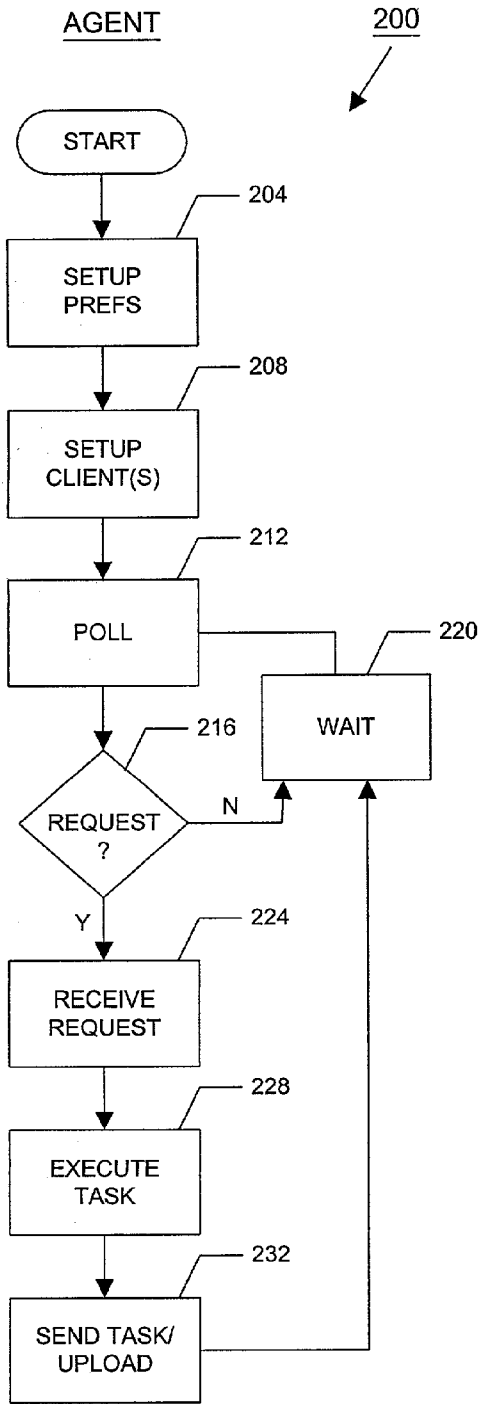 AGENT
200
START
204
SETUP
PREFS
208
SETUP
CLIENT(S)
212
POLL
220
WAIT
216
REQUEST
?
N
Y
224
RECEIVE
REQUEST
228
EXECUTE
TASK
232
SEND TASK/
UPLOAD